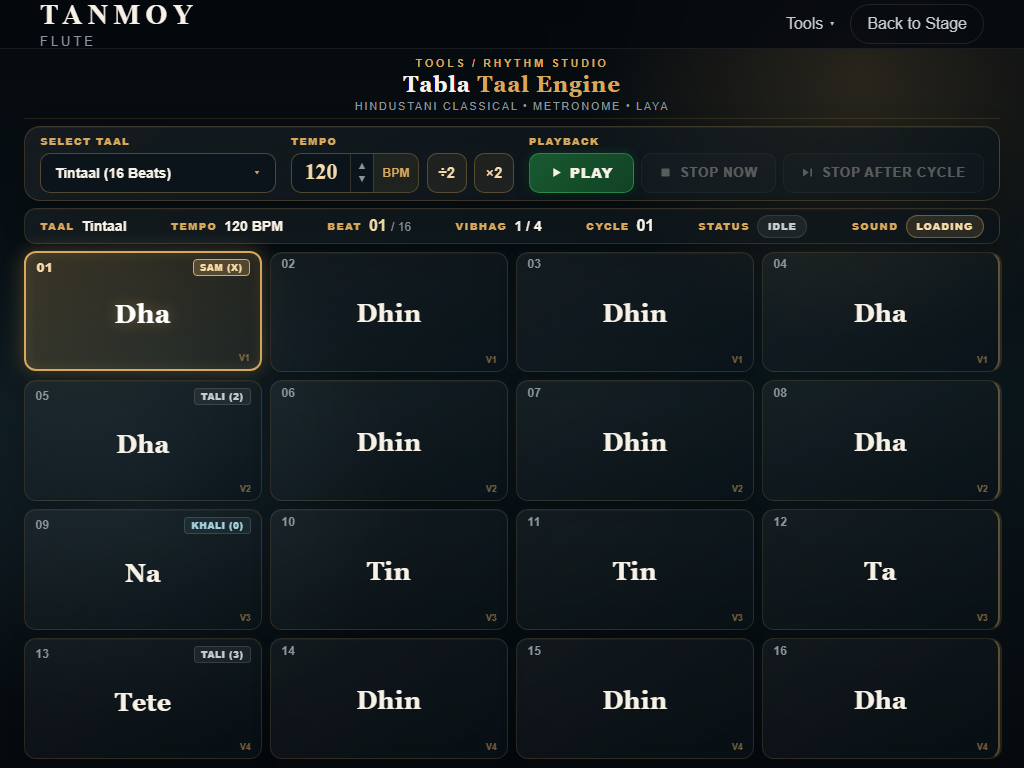 TANMOY
FLUTE
Tools ▾
Back to Stage
TOOLS / RHYTHM STUDIO
Tabla Taal Engine
HINDUSTANI CLASSICAL • METRONOME • LAYA
SELECT TAAL
TEMPO
PLAYBACK
Tintaal (16 Beats)
120 BPM
÷2
×2
PLAY
STOP NOW
STOP AFTER CYCLE
TAAL Tintaal
TEMPO 120 BPM
BEAT 01 / 16
VIBHAG 1 / 4
CYCLE 01
STATUS IDLE
SOUND LOADING
01 SAM (X)
Dha
V1
02
Dhin
V1
03
Dhin
V1
04
Dha
V1
05 TALI (2)
Dha
V2
06
Dhin
V2
07
Dhin
V2
08
Dha
V2
09 KHALI (0)
Na
V3
10
Tin
V3
11
Tin
V3
12
Ta
V3
13 TALI (3)
Tete
V4
14
Dhin
V4
15
Dhin
V4
16
Dha
V4